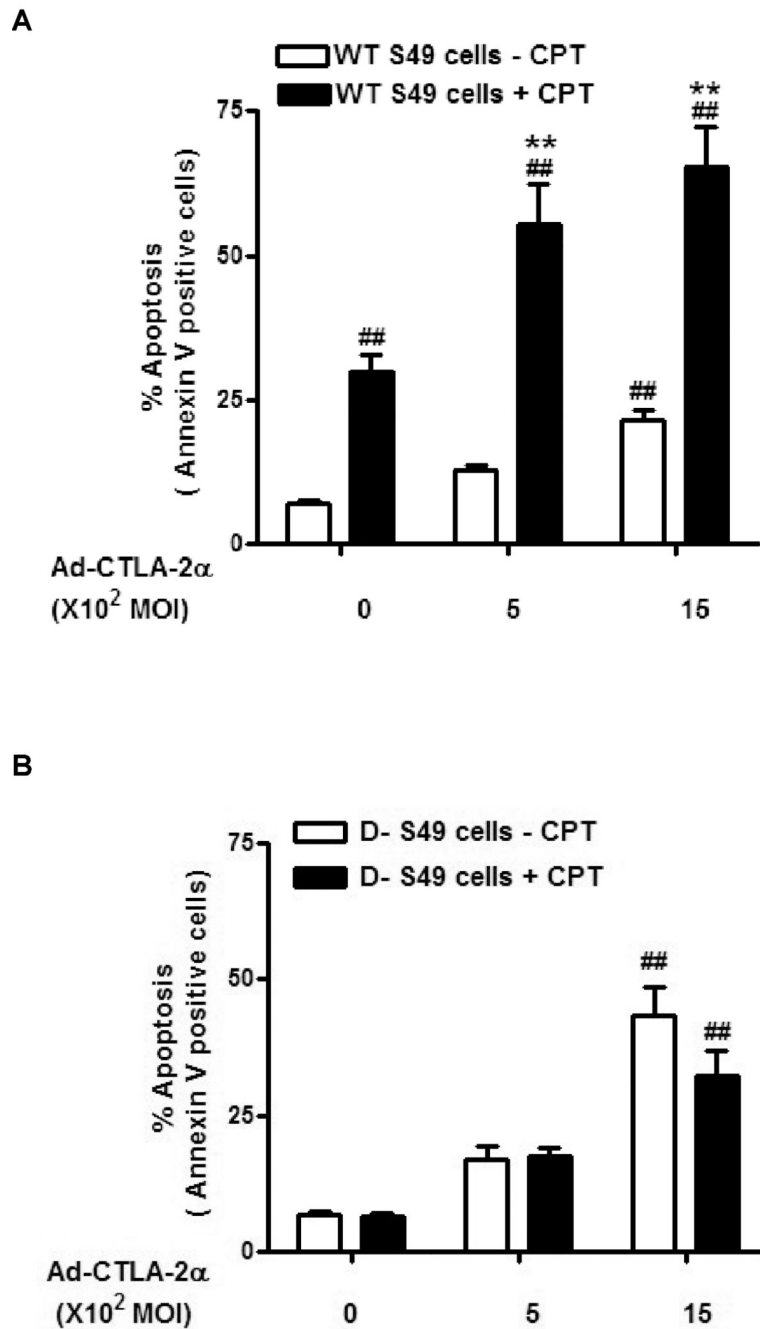 A
WT S49 cells - CPT
WT S49 cells + CPT
75
50
25
0
% Apoptosis
( Annexin V positive cells)
##
**
##
##
**
##
Ad-CTLA-2α
(X10² MOI)
0 5 15
B
D- S49 cells - CPT
D- S49 cells + CPT
75
50
25
0
% Apoptosis
( Annexin V positive cells)
##
##
Ad-CTLA-2α
(X10² MOI)
0 5 15